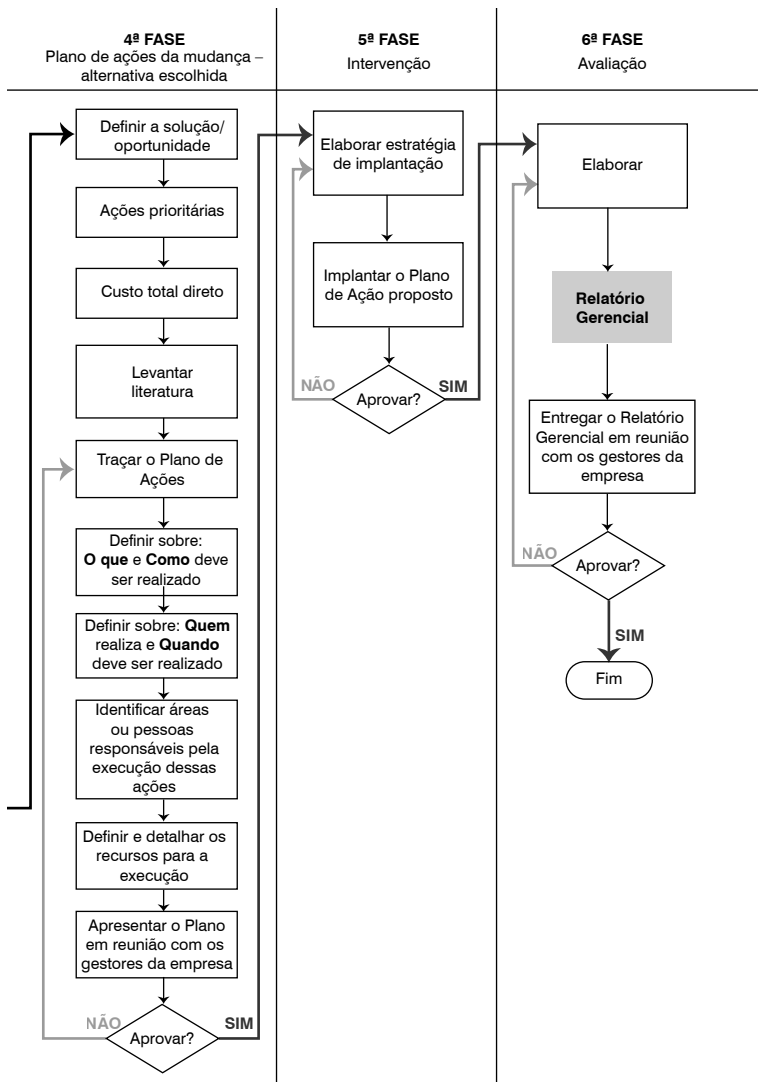 4ª FASE
Plano de ações da mudança –
alternativa escolhida
Definir a solução/
oportunidade
Ações prioritárias
Custo total direto
Levantar
literatura
Traçar o Plano de
Ações
Definir sobre:
O que e Como deve
ser realizado
Definir sobre: Quem
realiza e Quando
deve ser realizado
Identificar áreas
ou pessoas
responsáveis pela
execução dessas
ações
Definir e detalhar os
recursos para a
execução
Apresentar o Plano
em reunião com os
gestores da empresa
NÃO
Aprovar?
SIM
5ª FASE
Intervenção
Elaborar estratégia
de implantação
Implantar o Plano
de Ação proposto
NÃO
Aprovar?
SIM
6ª FASE
Avaliação
Elaborar
Relatório
Gerencial
Entregar o Relatório
Gerencial em reunião
com os gestores da
empresa
NÃO
Aprovar?
SIM
Fim